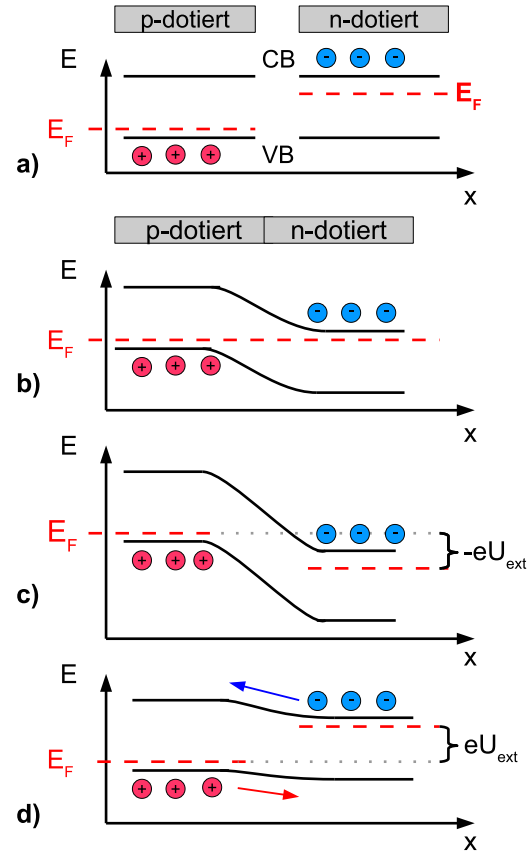 p-dotiert n-dotiert
E
CB - - -
E_F
E_F
+ + + VB
a)
x
p-dotiert n-dotiert
E
- - -
E_F
+ + +
b)
x
E
E_F - - -
-eU_ext
+ + +
c)
x
E
- - -
eU_ext
E_F
+ + +
d)
x